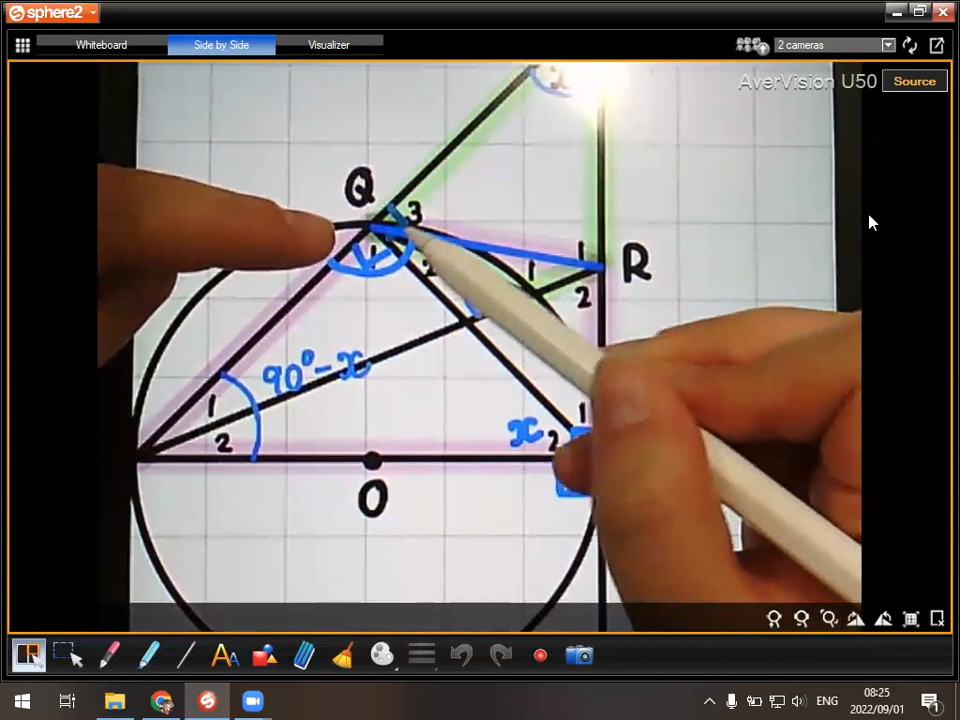 sphere2
Whiteboard
Side by Side
Visualizer
2 cameras
AverVision U50
Source
Q
3
1
2
1
1
R
2
90°-x
1
2
x
2
1
O
ENG
08:25
2022/09/01
1